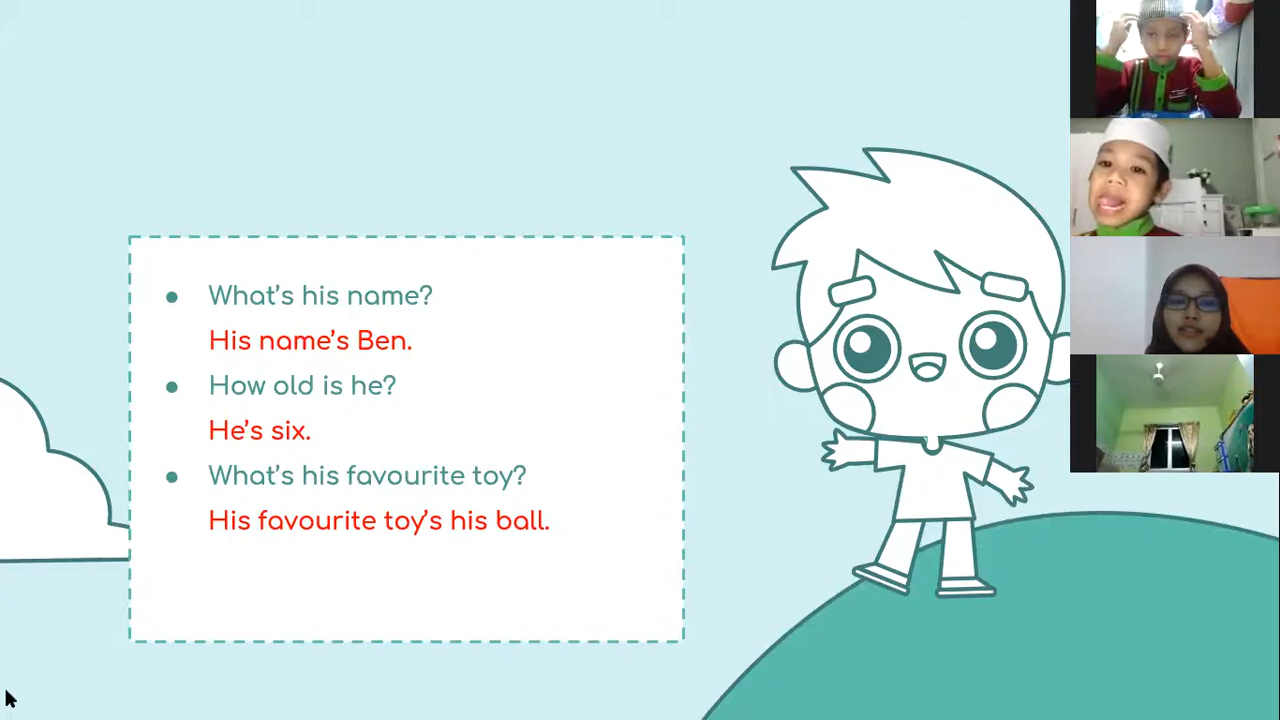 What's his name?
His name's Ben.
How old is he?
He's six.
What's his favourite toy?
His favourite toy's his ball.